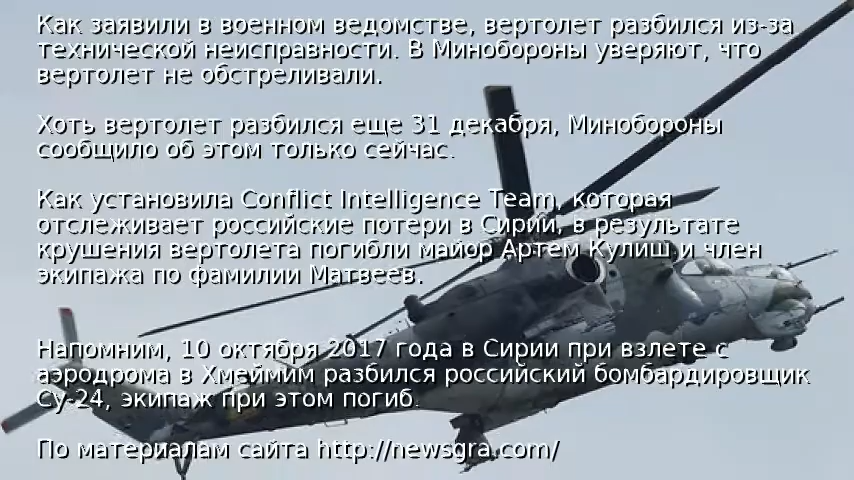 Как заявили в военном ведомстве, вертолет разбился из-за
технической неисправности. В Минобороны уверяют, что
вертолет не обстреливали.
Хоть вертолет разбился еще 31 декабря, Минобороны
сообщило об этом только сейчас.
Как установила Conflict Intelligence Team, которая
отслеживает российские потери в Сирии, в результате
крушения вертолета погибли майор Артем Кулиш и член
экипажа по фамилии Матвеев.
Напомним, 10 октября 2017 года в Сирии при взлете с
аэродрома в Хмеймим разбился российский бомбардировщик
Су-24, экипаж при этом погиб.
По материалам сайта http://newsgra.com/